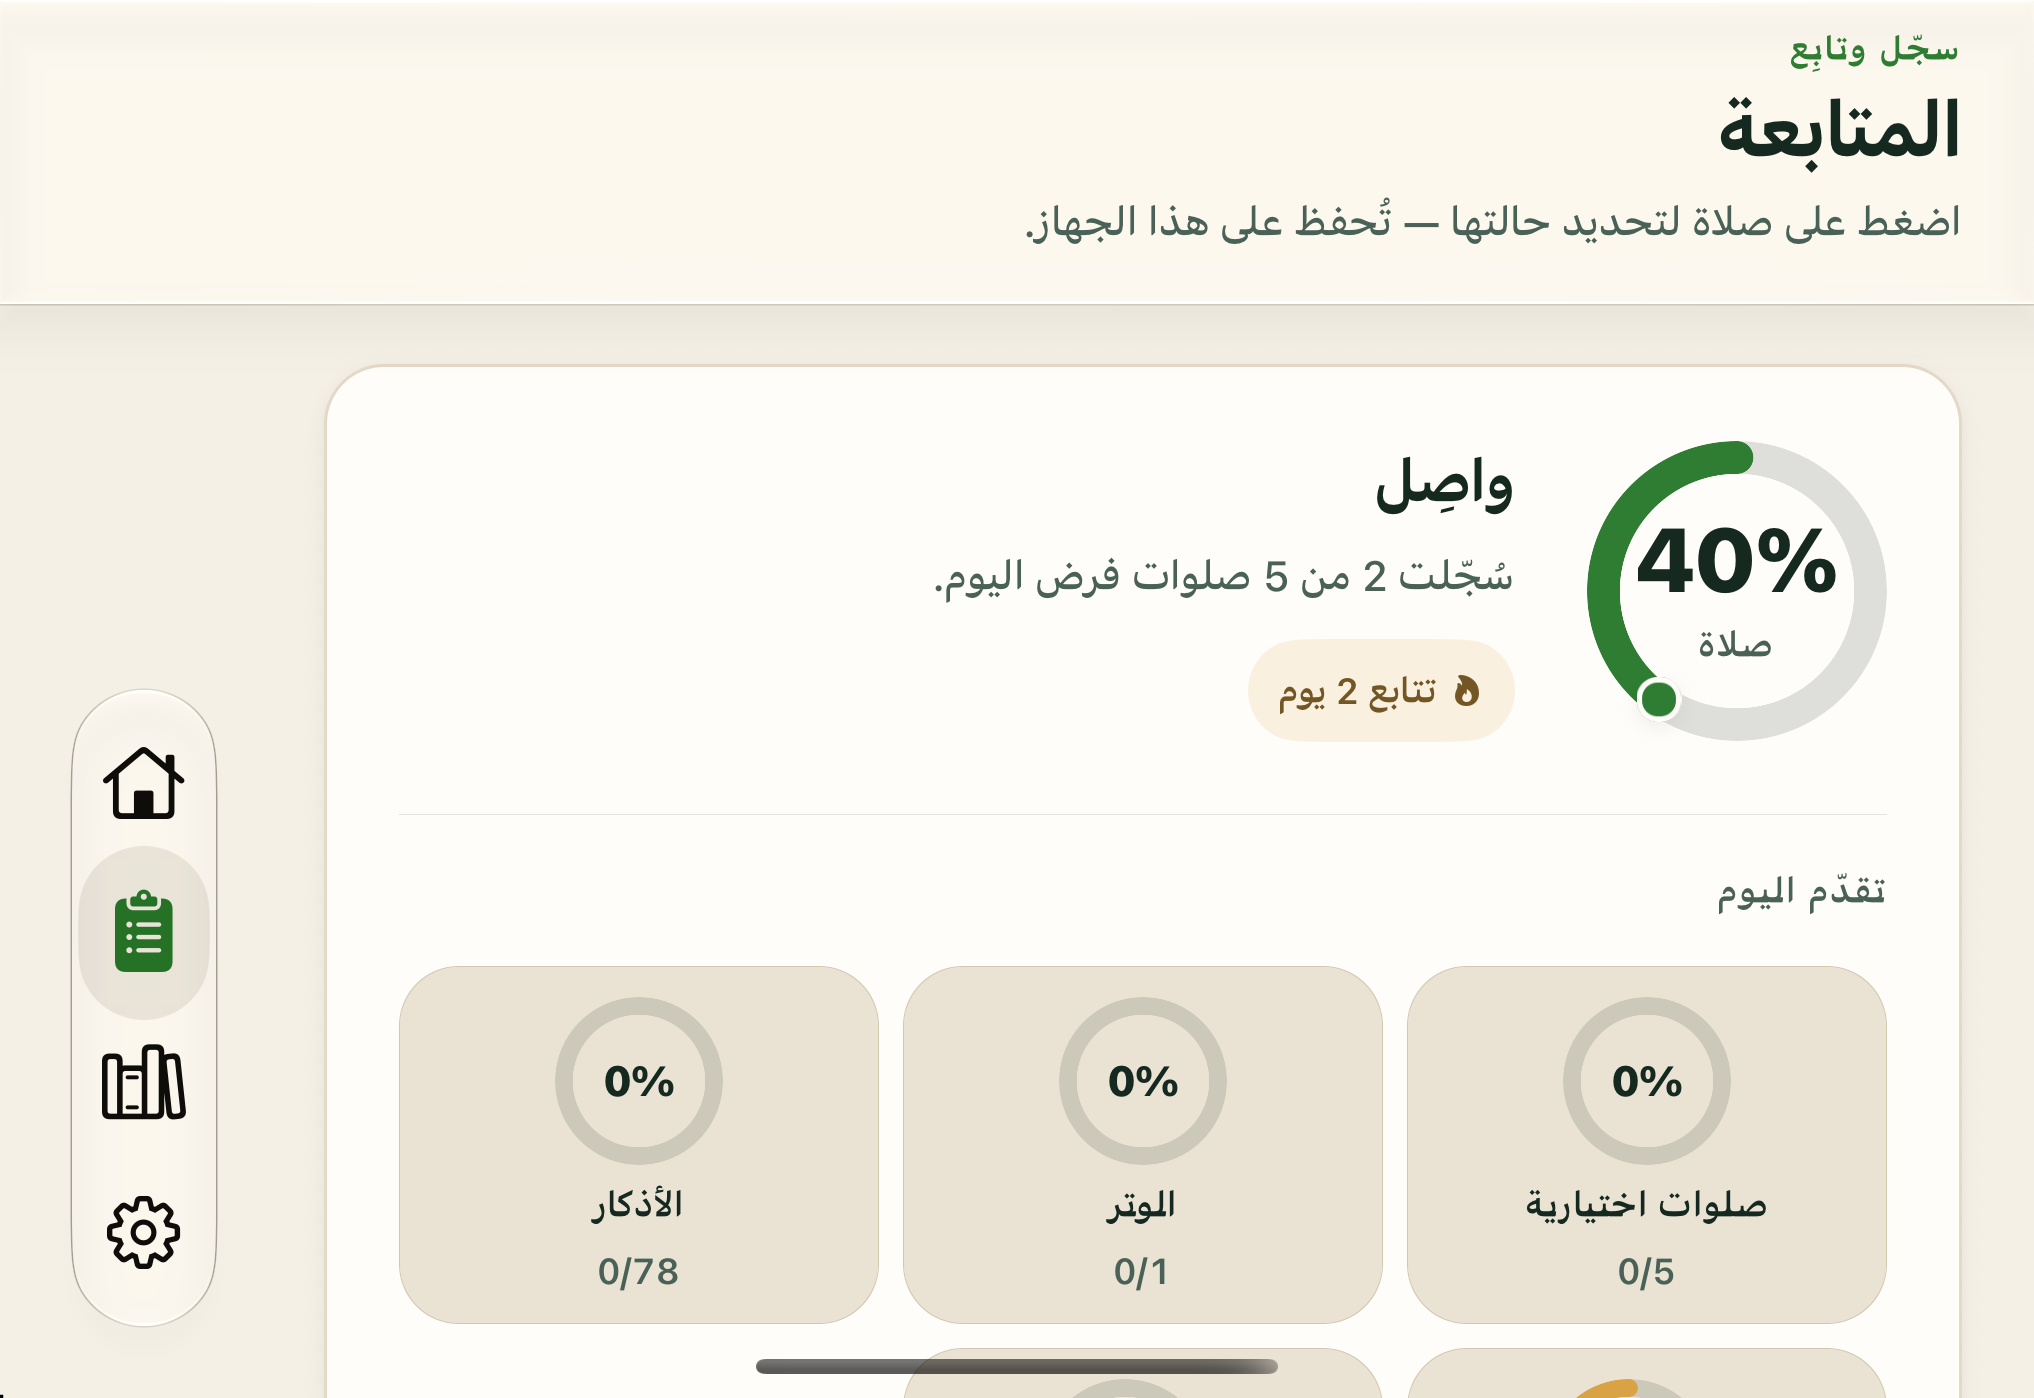 سجّل وتابِع
المتابعة
اضغط على صلاة لتحديد حالتها — تُحفظ على هذا الجهاز.
40%
صلاة
واصِل
سُجّلت 2 من 5 صلوات فرض اليوم.
تتابع 2 يوم
تقدّم اليوم
0%
صلوات اختيارية
0/5
0%
الوتر
0/1
0%
الأذكار
0/78